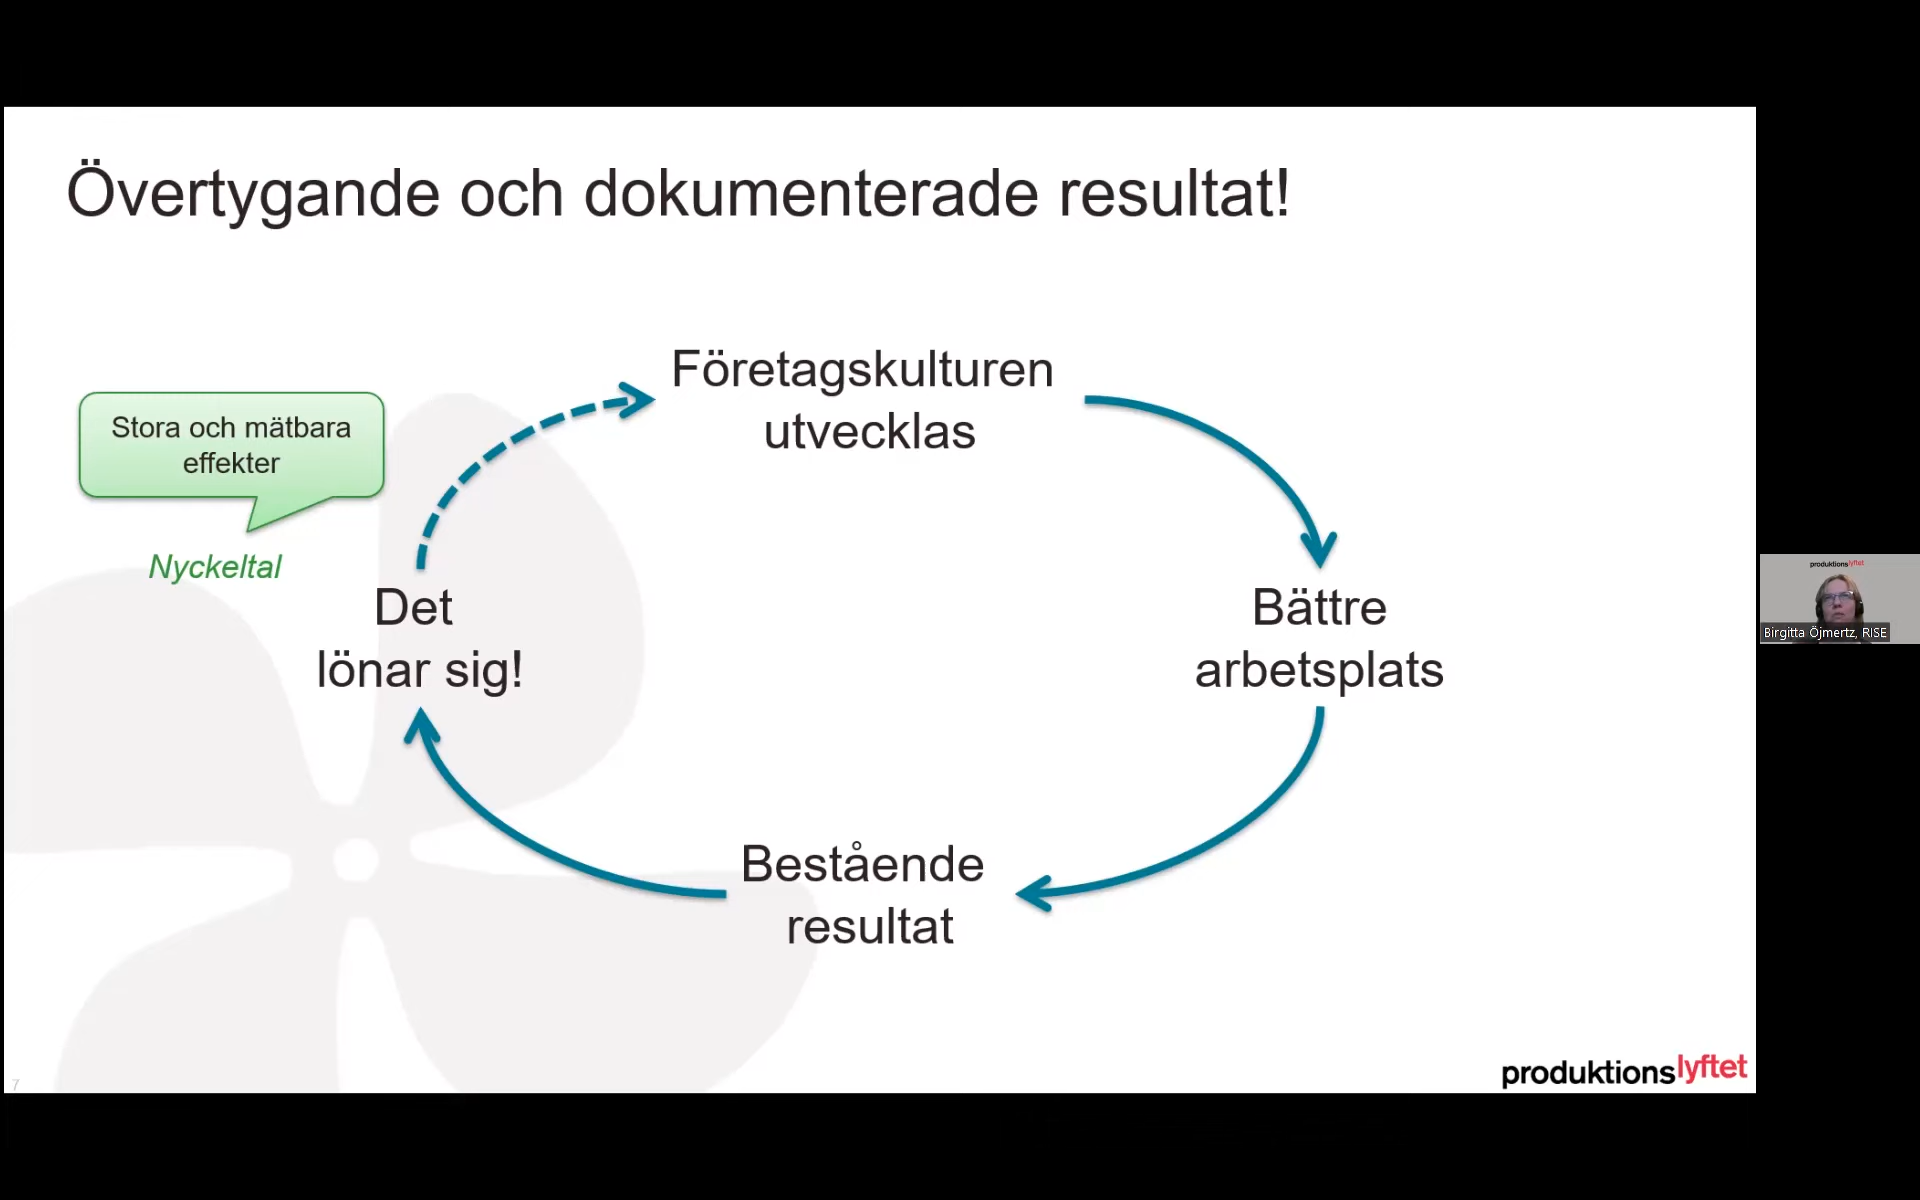 Övertygande och dokumenterade resultat!
Företagskulturen
utvecklas
Stora och mätbara
effekter
Nyckeltal
Det
lönar sig!
Bättre
arbetsplats
Bestående
resultat
produktionslyftet
Birgitta Öjmertz, RISE
produktionslyftet
7